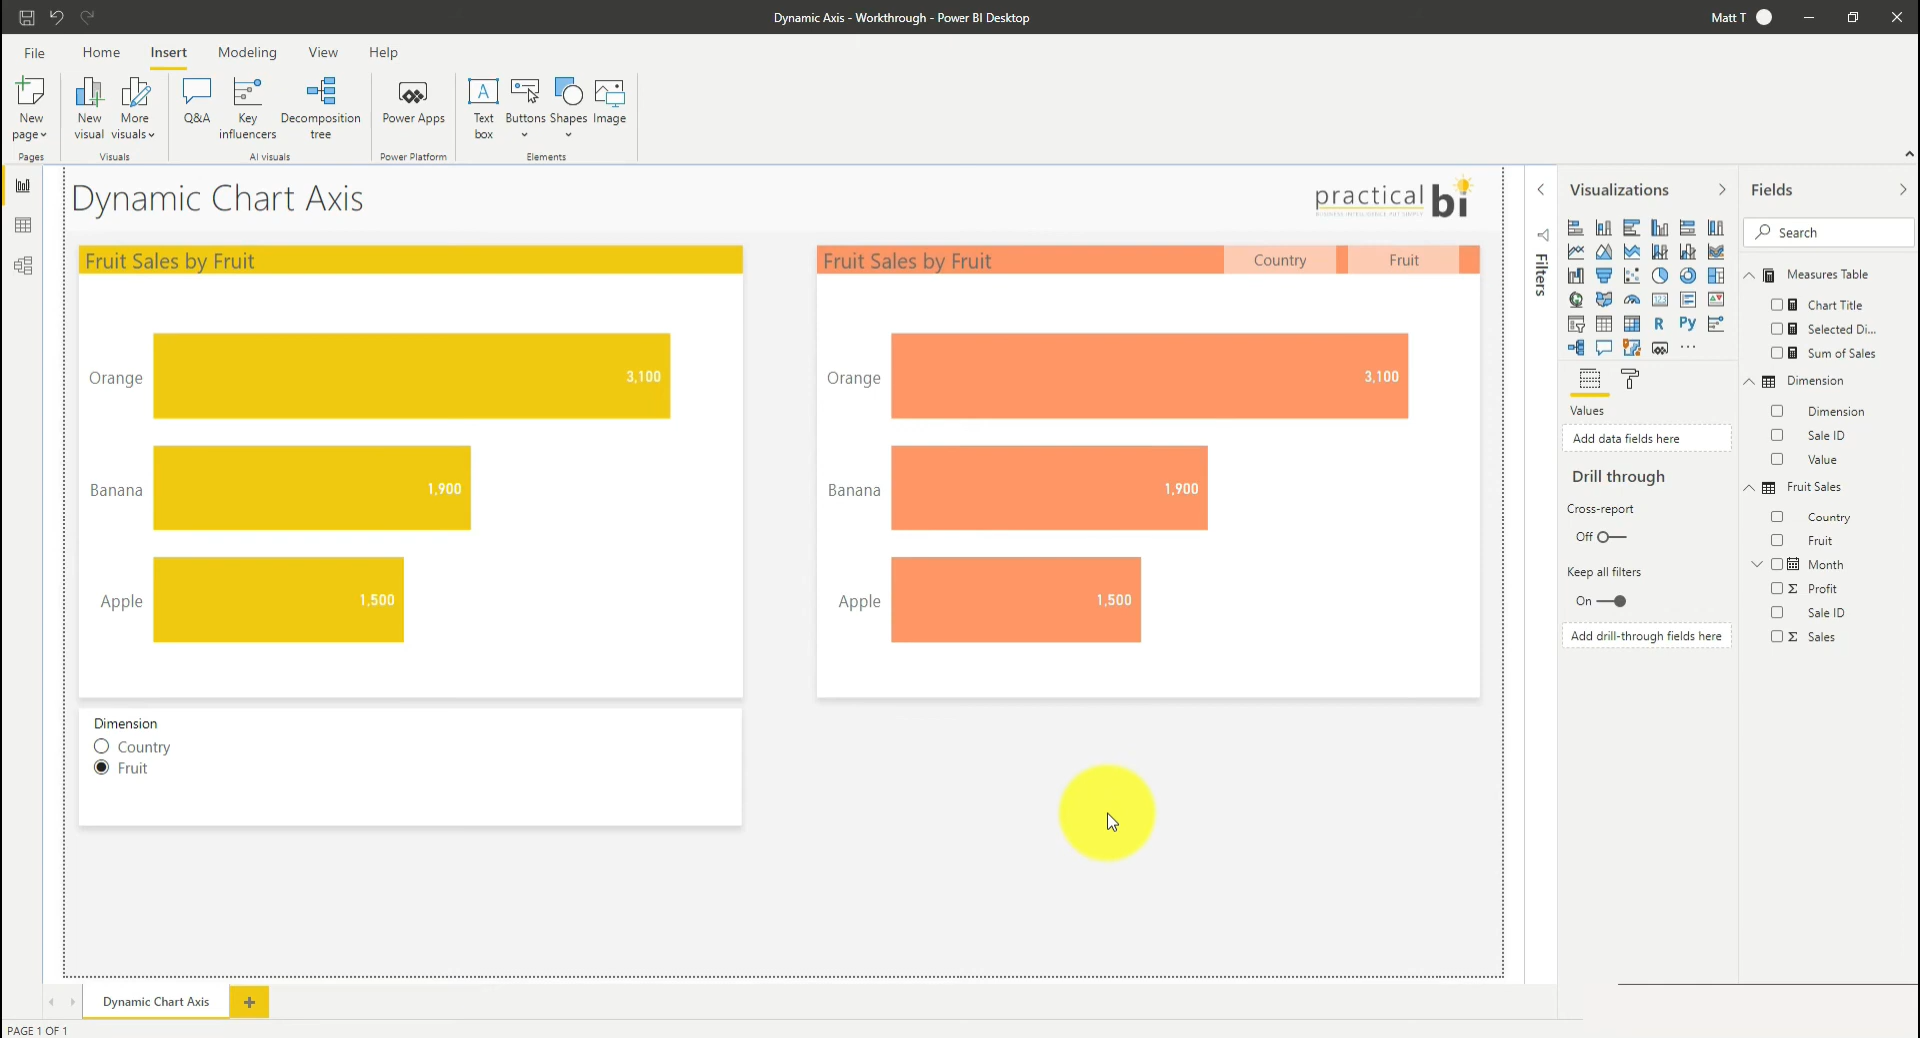 Dynamic Axis - Workthrough - Power BI Desktop
Matt T
File Home Insert Modeling View Help
New page
New visual
More visuals
Q&A
Key influencers
Decomposition tree
Power Apps
Text box
Buttons
Shapes
Image
Pages
Visuals
AI visuals
Power Platform
Elements
Dynamic Chart Axis
practical bi
Fruit Sales by Fruit
Orange 3,100
Banana 1,900
Apple 1,500
Dimension
Country
Fruit
Fruit Sales by Fruit
Country Fruit
Orange 3,100
Banana 1,900
Apple 1,500
Filters
Visualizations
123
R Py
Values
Add data fields here
Drill through
Cross-report
Off
Keep all filters
On
Add drill-through fields here
Fields
Search
Measures Table
Chart Title
Selected Di...
Sum of Sales
Dimension
Dimension
Sale ID
Value
Fruit Sales
Country
Fruit
Month
Profit
Sale ID
Sales
Dynamic Chart Axis
PAGE 1 OF 1